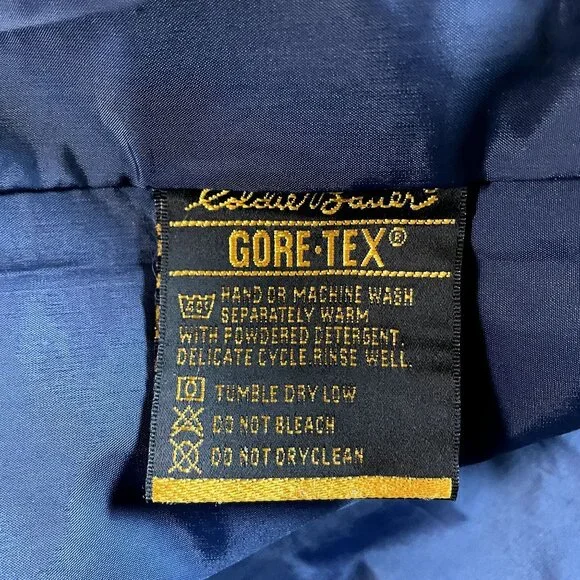 Eddie Bauer®
GORE·TEX®
40° HAND OR MACHINE WASH
SEPARATELY WARM
WITH POWDERED DETERGENT.
DELICATE CYCLE.RINSE WELL.
TUMBLE DRY LOW
DO NOT BLEACH
DO NOT DRYCLEAN